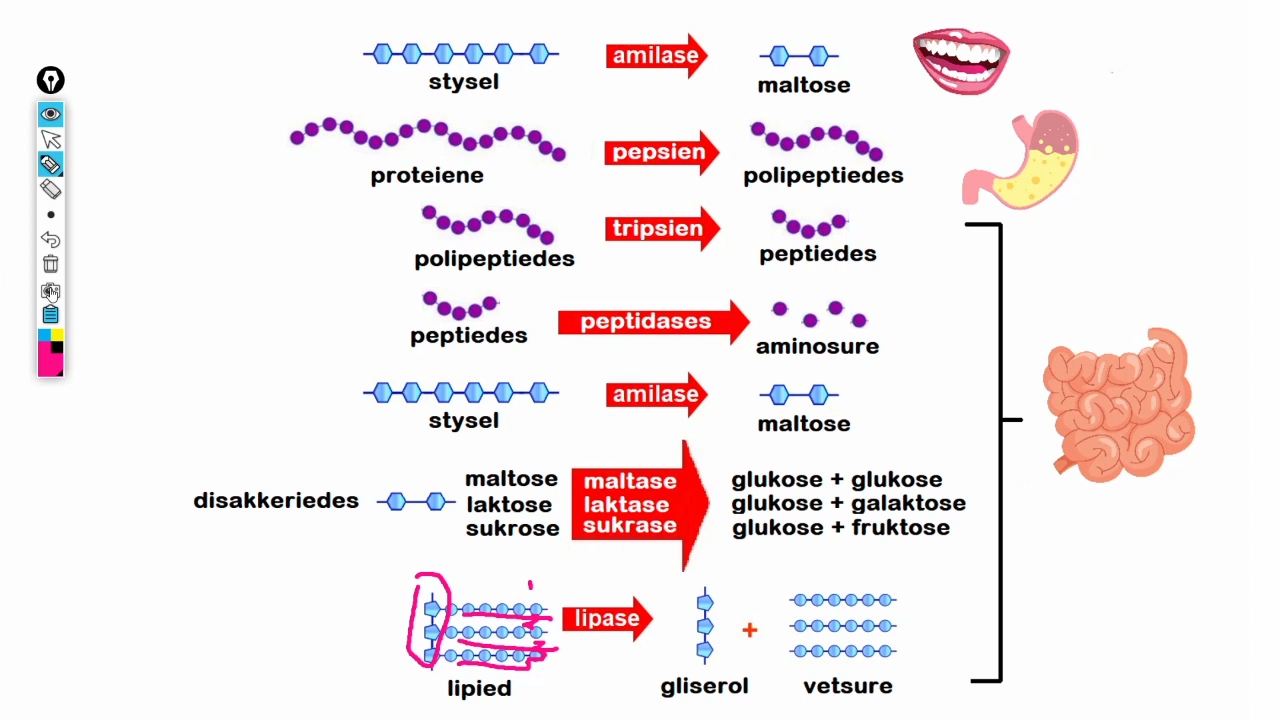 stysel amilase maltose
proteiene pepsien polipeptiedes
polipeptiedes tripsien peptiedes
peptiedes peptidases aminosure
stysel amilase maltose
disakkeriedes
maltose maltase glukose + glukose
laktose laktase glukose + galaktose
sukrose sukrase glukose + fruktose
lipied lipase gliserol + vetsure